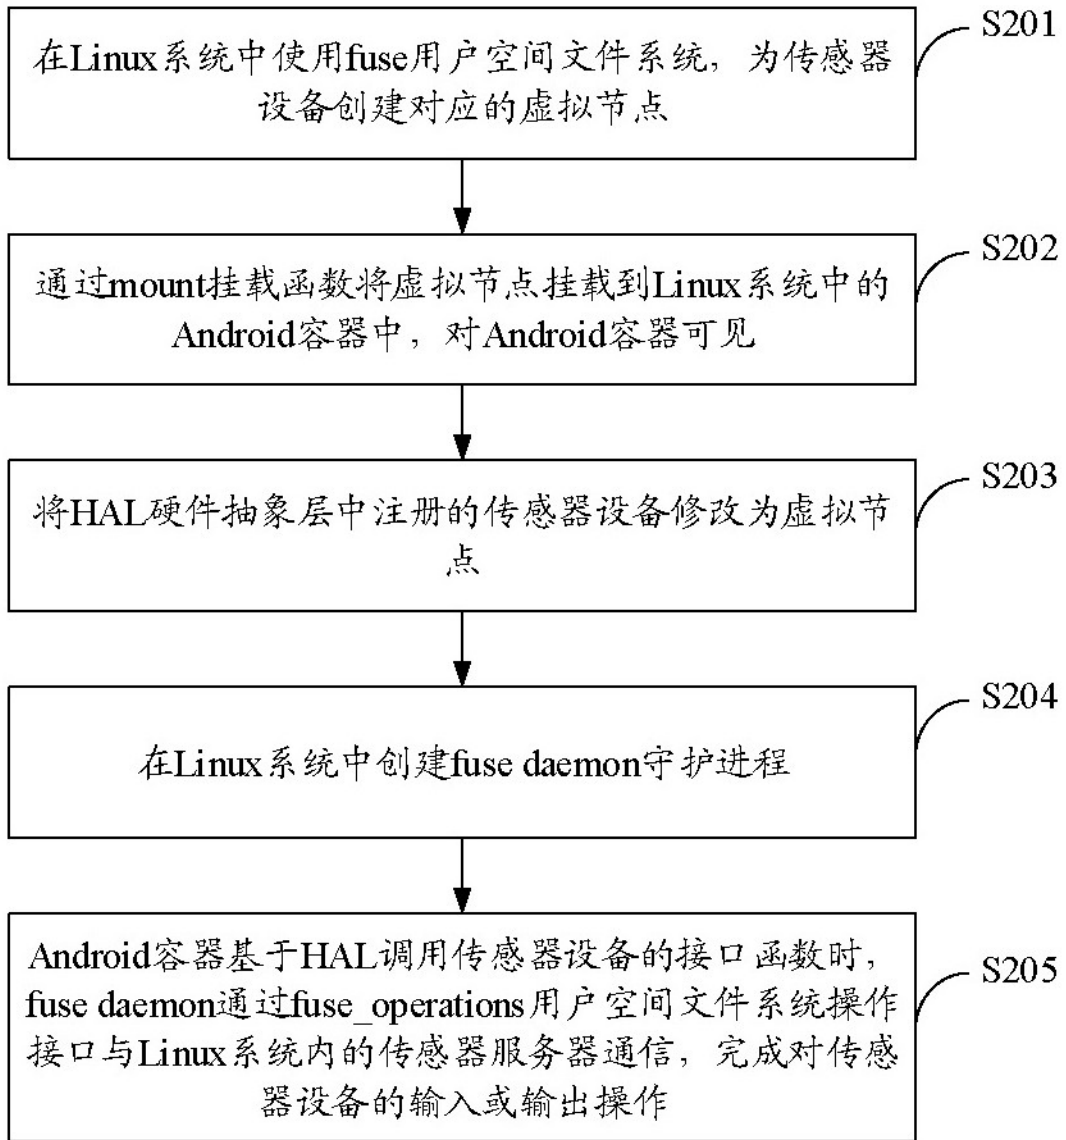 在Linux系统中使用fuse用户空间文件系统，为传感器
设备创建对应的虚拟节点
S201
通过mount挂载函数将虚拟节点挂载到Linux系统中的
Android容器中，对Android容器可见
S202
将HAL硬件抽象层中注册的传感器设备修改为虚拟节
点
S203
在Linux系统中创建fuse daemon守护进程
S204
Android容器基于HAL调用传感器设备的接口函数时，
fuse daemon通过fuse_operations用户空间文件系统操作
接口与Linux系统内的传感器服务器通信，完成对传感
器设备的输入或输出操作
S205